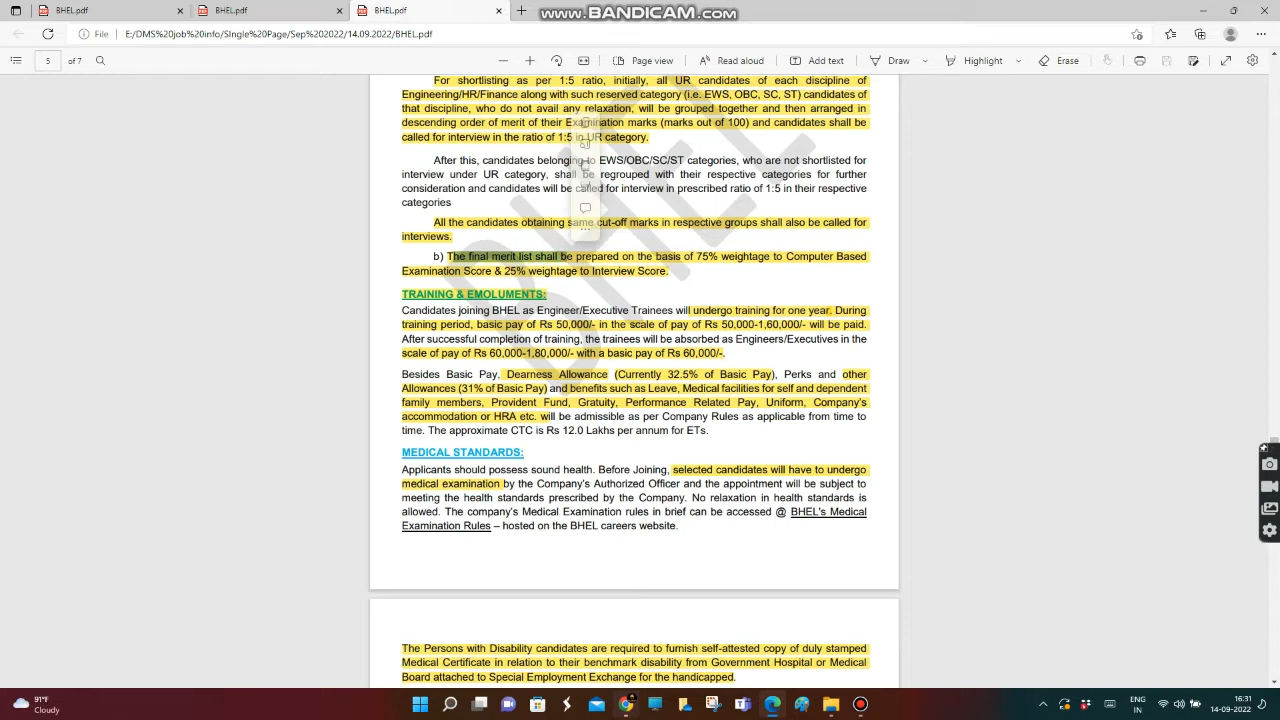 BHEL.pdf
BHEL.pdf
BHEL.pdf
www.BANDICAM.com
File E:/DMS%20job%20info/SIngle%20Page/Sep%202022/14.09.2022/BHEL.pdf
5 of 7 Page view Read aloud Add text Draw Highlight Erase
For shortlisting as per 1:5 ratio, initially, all UR candidates of each discipline of
Engineering/HR/Finance along with such reserved category (i.e. EWS, OBC, SC, ST) candidates of
that discipline, who do not avail any relaxation, will be grouped together and then arranged in
descending order of merit of their Examination marks (marks out of 100) and candidates shall be
called for interview in the ratio of 1:5 in UR category.
After this, candidates belonging to EWS/OBC/SC/ST categories, who are not shortlisted for
interview under UR category, shall be regrouped with their respective categories for further
consideration and candidates will be called for interview in prescribed ratio of 1:5 in their respective
categories
All the candidates obtaining same cut-off marks in respective groups shall also be called for
interviews.
b) The final merit list shall be prepared on the basis of 75% weightage to Computer Based
Examination Score & 25% weightage to Interview Score.
TRAINING & EMOLUMENTS:
Candidates joining BHEL as Engineer/Executive Trainees will undergo training for one year. During
training period, basic pay of Rs 50,000/- in the scale of pay of Rs 50,000-1,60,000/- will be paid.
After successful completion of training, the trainees will be absorbed as Engineers/Executives in the
scale of pay of Rs 60,000-1,80,000/- with a basic pay of Rs 60,000/-.
Besides Basic Pay, Dearness Allowance (Currently 32.5% of Basic Pay), Perks and other
Allowances (31% of Basic Pay) and benefits such as Leave, Medical facilities for self and dependent
family members, Provident Fund, Gratuity, Performance Related Pay, Uniform, Company's
accommodation or HRA etc. will be admissible as per Company Rules as applicable from time to
time. The approximate CTC is Rs 12.0 Lakhs per annum for ETs.
MEDICAL STANDARDS:
Applicants should possess sound health. Before Joining, selected candidates will have to undergo
medical examination by the Company's Authorized Officer and the appointment will be subject to
meeting the health standards prescribed by the Company. No relaxation in health standards is
allowed. The company's Medical Examination rules in brief can be accessed @ BHEL's Medical
Examination Rules – hosted on the BHEL careers website.
BHEL
The Persons with Disability candidates are required to furnish self-attested copy of duly stamped
Medical Certificate in relation to their benchmark disability from Government Hospital or Medical
Board attached to Special Employment Exchange for the handicapped.
91°F
Cloudy
ENG
IN
16:31
14-09-2022